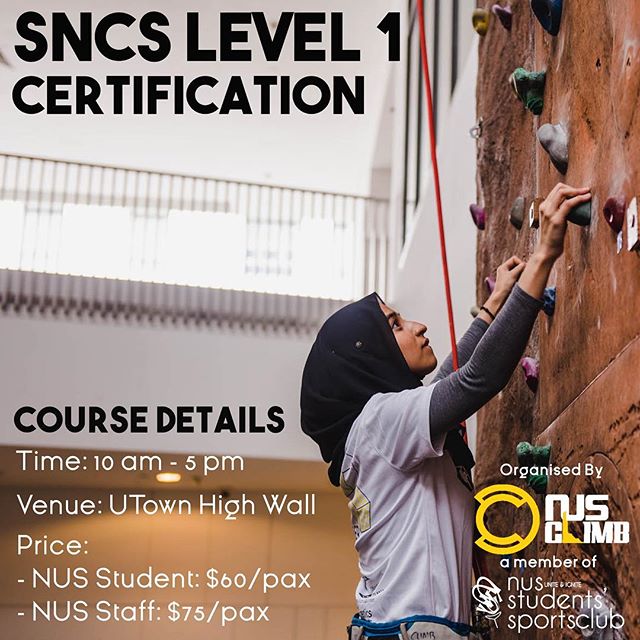 SNCS LEVEL 1
CERTIFICATION
COURSE DETAILS
Time: 10 am - 5 pm
Venue: UTown High Wall
Price:
- NUS Student: $60/pax
- NUS Staff: $75/pax
Organised By
NUS
CLIMB
a member of
nus UNITE & IGNITE
students'
sportsclub
CLIMB